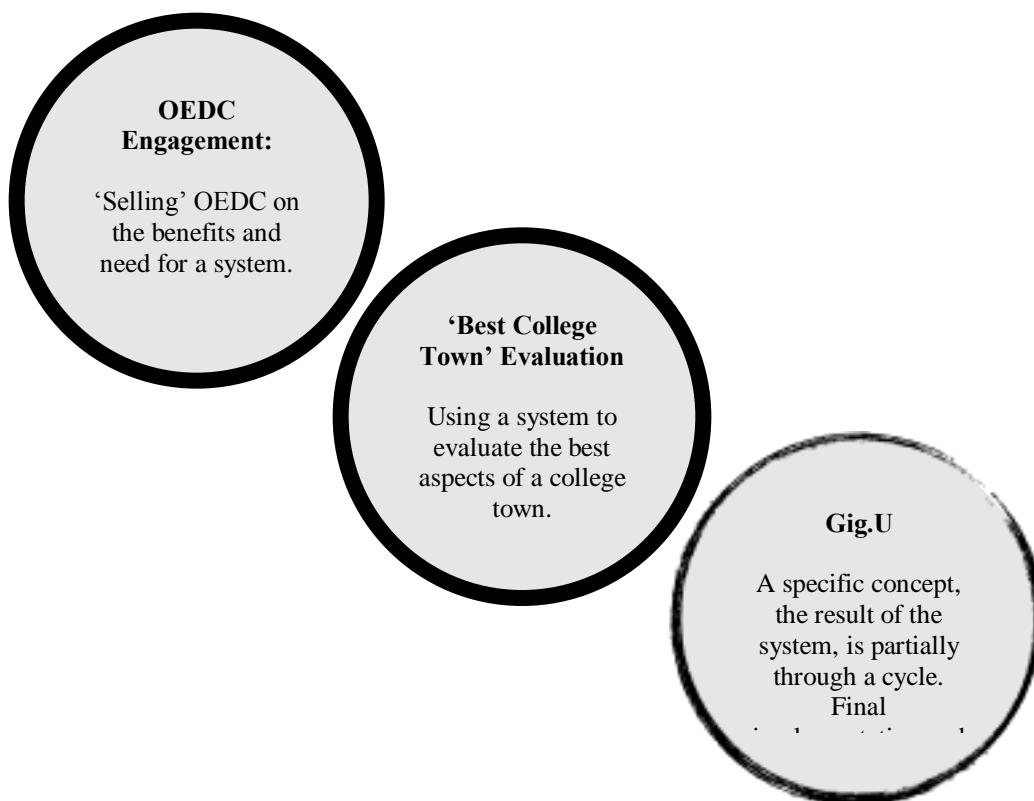 OEDC
Engagement:
‘Selling’ OEDC on
the benefits and
need for a system.
‘Best College
Town’ Evaluation
Using a system to
evaluate the best
aspects of a college
town.
Gig.U
A specific concept,
the result of the
system, is partially
through a cycle.
Final